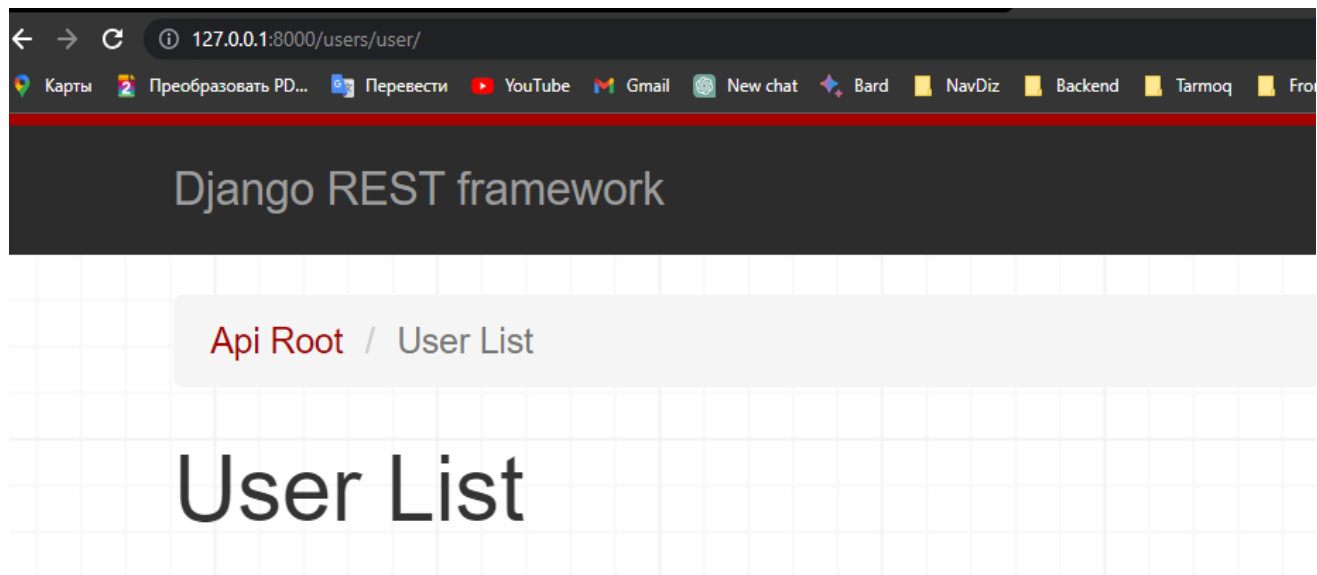 127.0.0.1:8000/users/user/
Карты Преобразовать PD... Перевести YouTube Gmail New chat Bard NavDiz Backend Tarmoq Fro
Django REST framework
Api Root / User List
User List